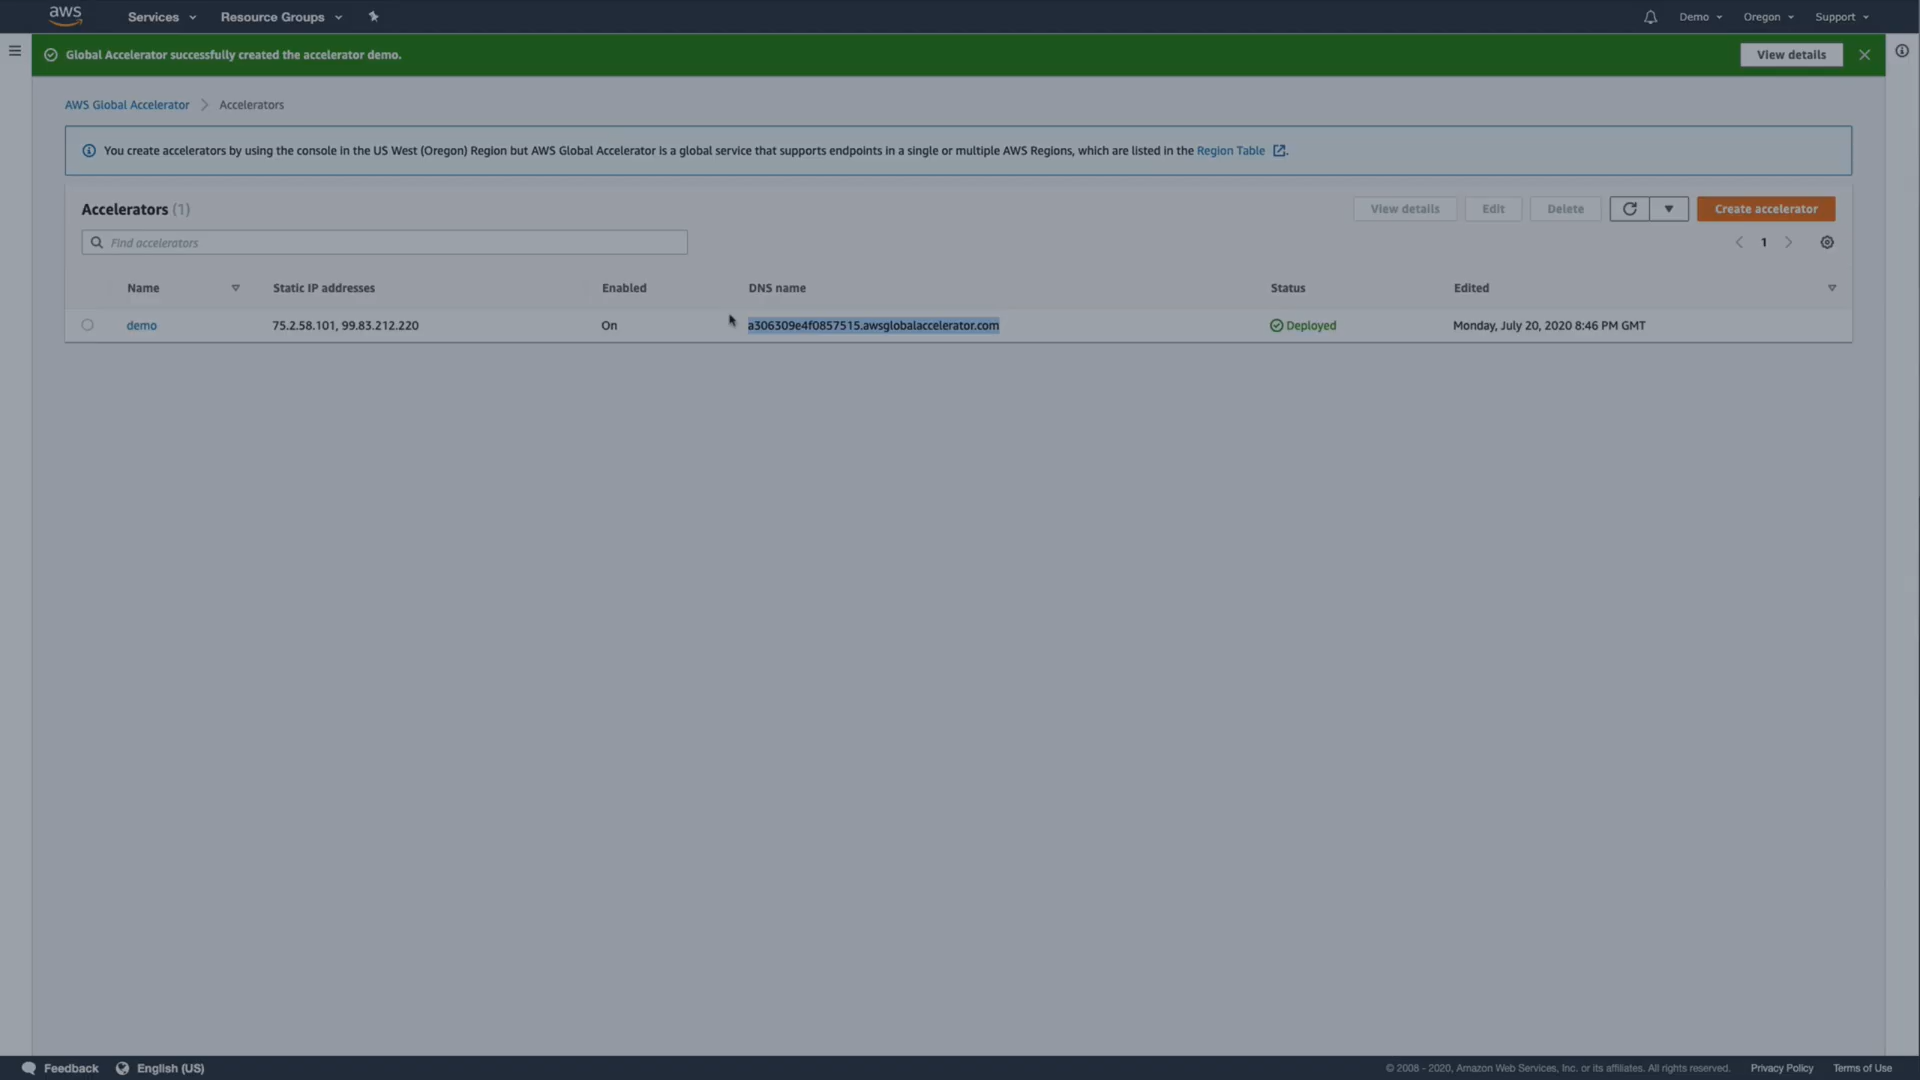 aws Services Resource Groups Demo Oregon Support
Global Accelerator successfully created the accelerator demo. View details
AWS Global Accelerator > Accelerators
You create accelerators by using the console in the US West (Oregon) Region but AWS Global Accelerator is a global service that supports endpoints in a single or multiple AWS Regions, which are listed in the Region Table .
Accelerators (1) View details Edit Delete Create accelerator
Find accelerators < 1 >
Name Static IP addresses Enabled DNS name Status Edited
demo 75.2.58.101, 99.83.212.220 On a306309e4f0857515.awsglobalaccelerator.com Deployed Monday, July 20, 2020 8:46 PM GMT
Feedback English (US) © 2008 - 2020, Amazon Web Services, Inc. or its affiliates. All rights reserved. Privacy Policy Terms of Use